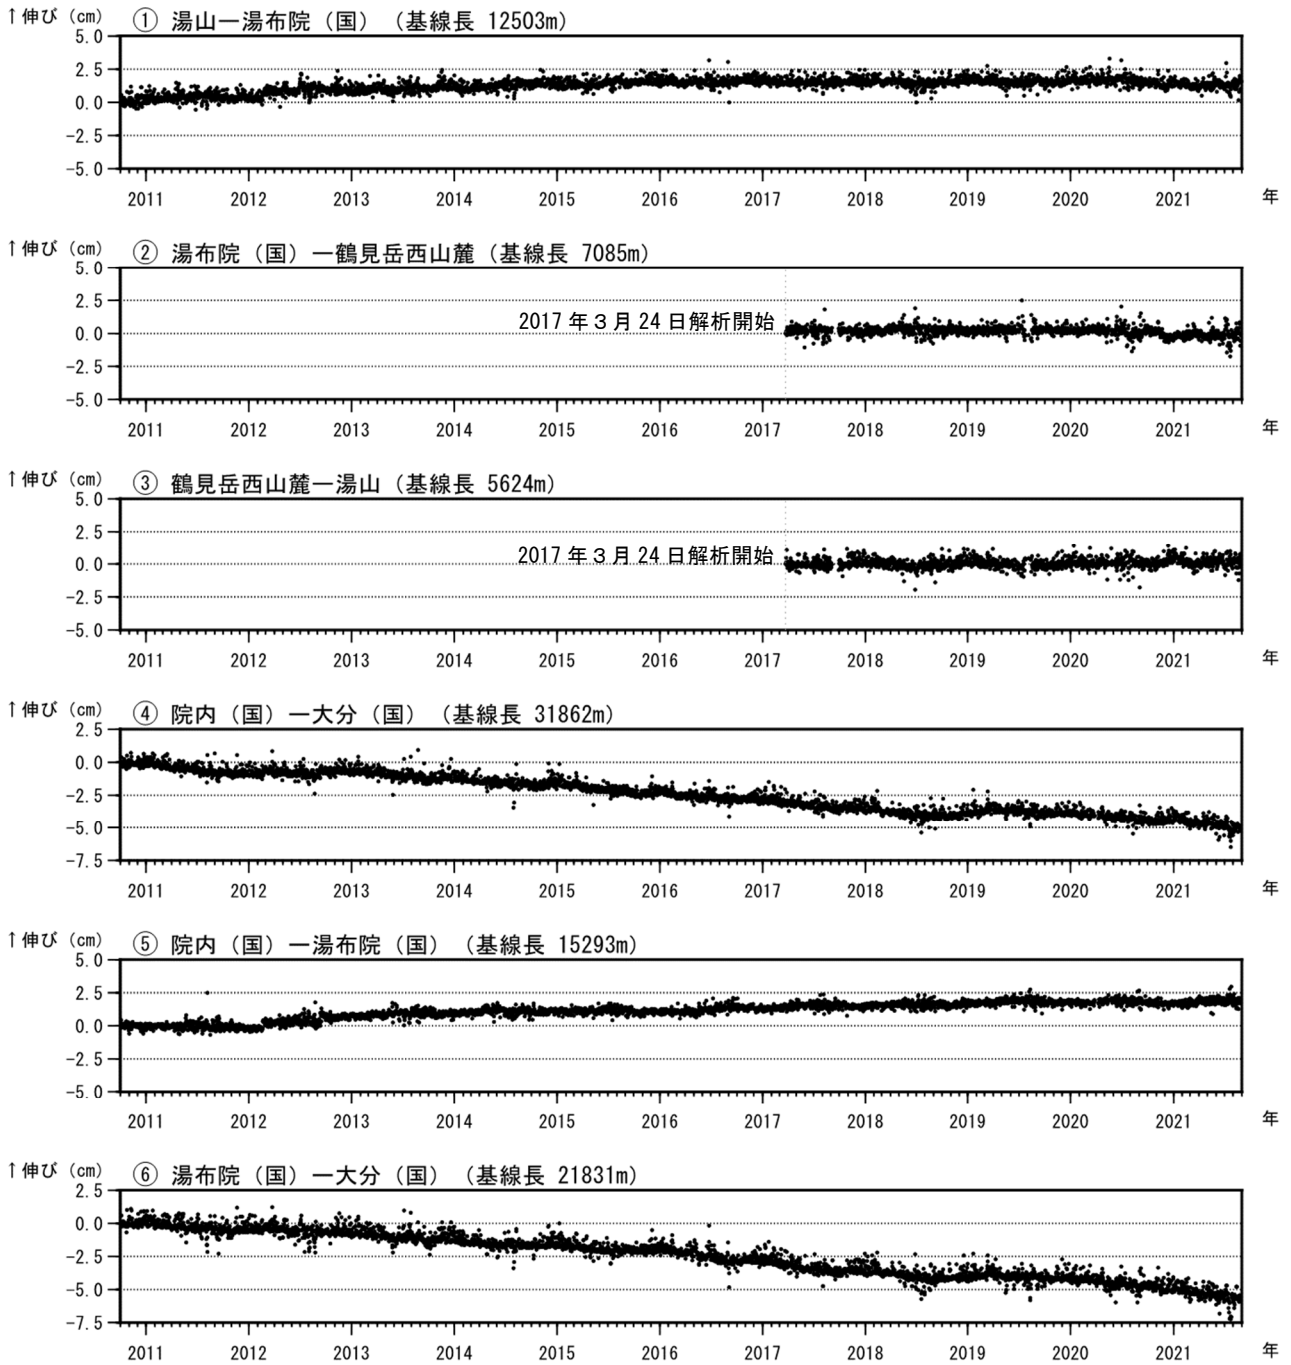 ↑伸び (cm) ① 湯山ー湯布院（国）（基線長 12503m）
5.0
2.5
0.0
-2.5
-5.0
2011 2012 2013 2014 2015 2016 2017 2018 2019 2020 2021 年
↑伸び (cm) ② 湯布院（国）ー鶴見岳西山麓（基線長 7085m）
5.0
2.5
2017 年 3 月 24 日解析開始
0.0
-2.5
-5.0
2011 2012 2013 2014 2015 2016 2017 2018 2019 2020 2021 年
↑伸び (cm) ③ 鶴見岳西山麓ー湯山（基線長 5624m）
5.0
2.5
2017 年 3 月 24 日解析開始
0.0
-2.5
-5.0
2011 2012 2013 2014 2015 2016 2017 2018 2019 2020 2021 年
↑伸び (cm) ④ 院内（国）ー大分（国）（基線長 31862m）
2.5
0.0
-2.5
-5.0
-7.5
2011 2012 2013 2014 2015 2016 2017 2018 2019 2020 2021 年
↑伸び (cm) ⑤ 院内（国）ー湯布院（国）（基線長 15293m）
5.0
2.5
0.0
-2.5
-5.0
2011 2012 2013 2014 2015 2016 2017 2018 2019 2020 2021 年
↑伸び (cm) ⑥ 湯布院（国）ー大分（国）（基線長 21831m）
2.5
0.0
-2.5
-5.0
-7.5
2011 2012 2013 2014 2015 2016 2017 2018 2019 2020 2021 年